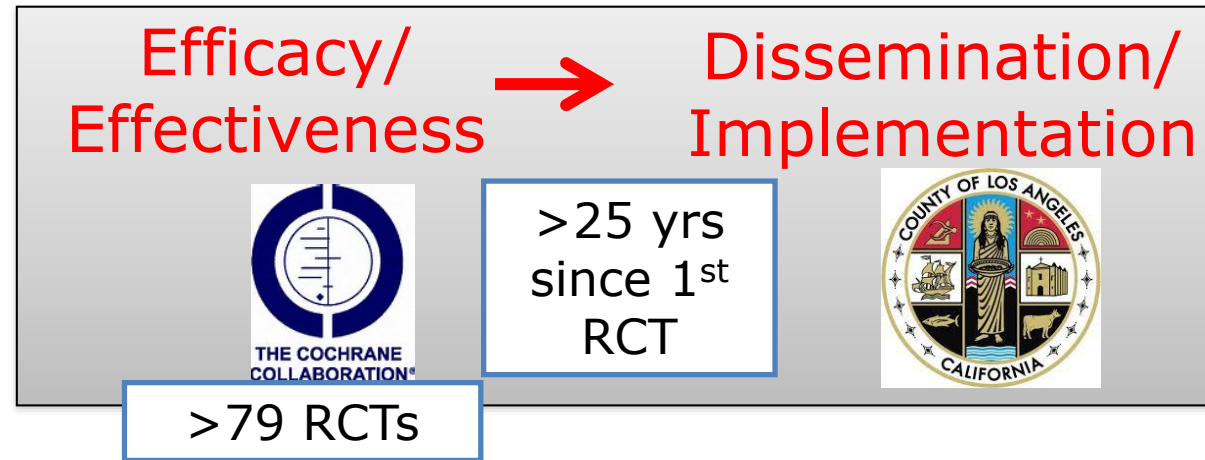 Efficacy/
Effectiveness
Dissemination/
Implementation
>25 yrs
since 1st
RCT
THE COCHRANE
COLLABORATION®
>79 RCTs
COUNTY OF LOS ANGELES
CALIFORNIA